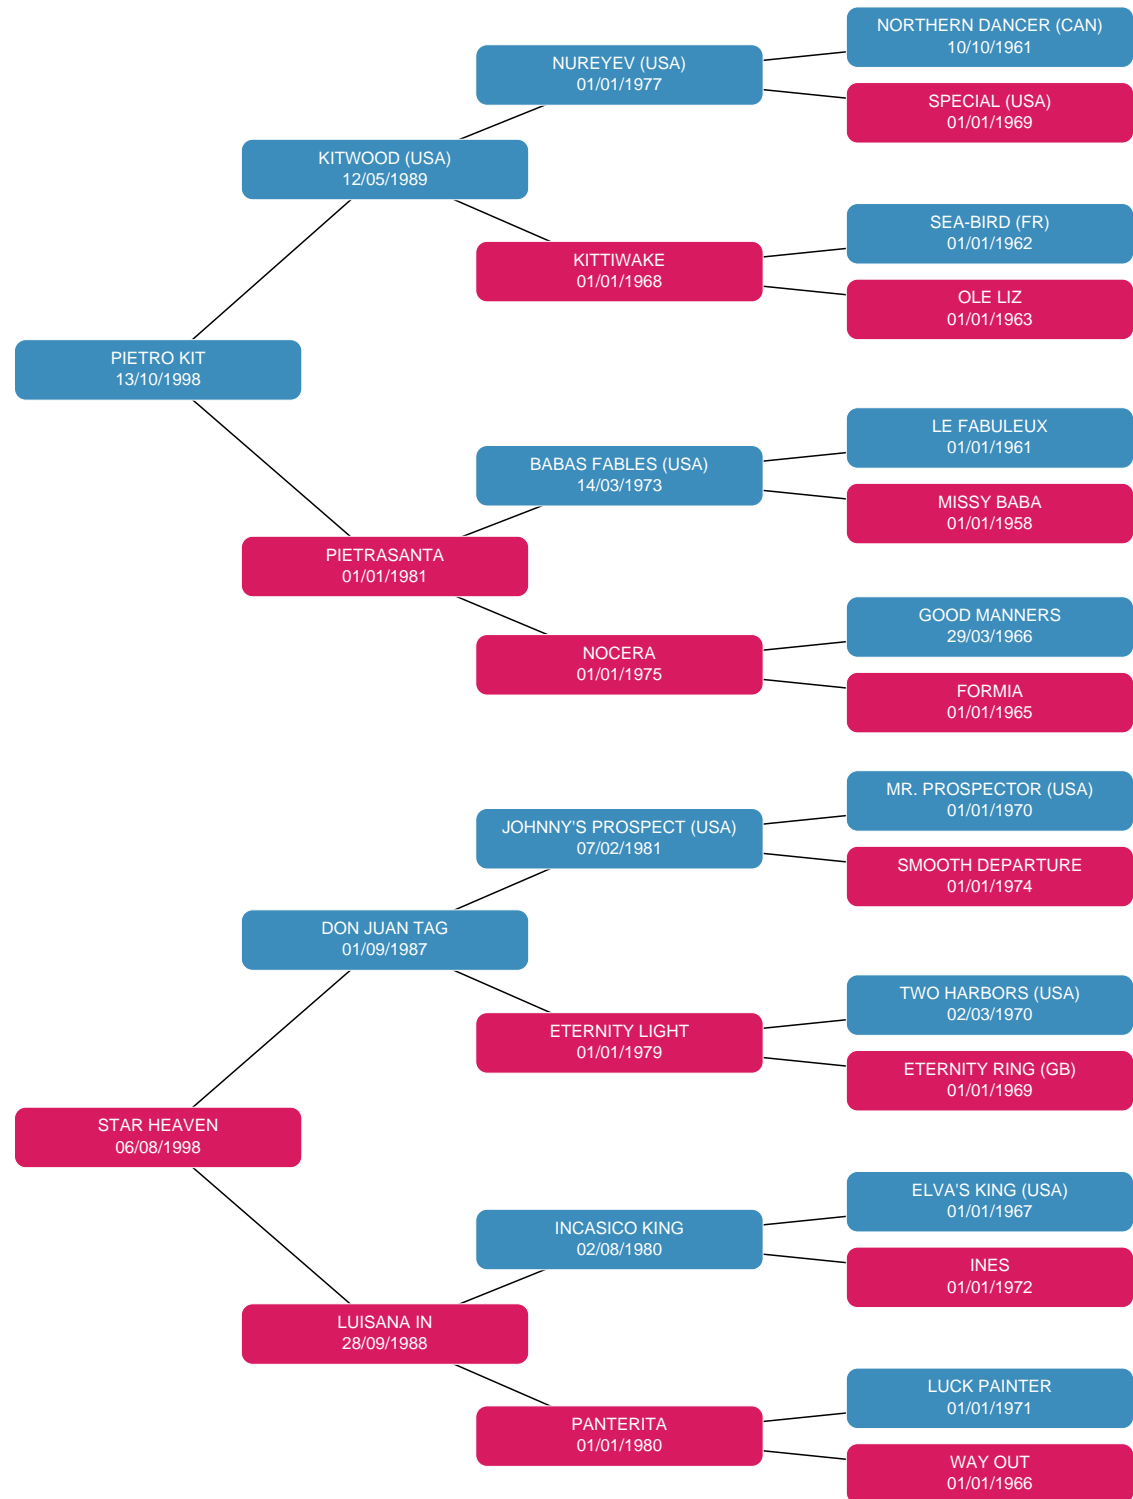 NORTHERN DANCER (CAN)
10/10/1961
NUREYEV (USA)
01/01/1977
SPECIAL (USA)
01/01/1969
KITWOOD (USA)
12/05/1989
SEA-BIRD (FR)
01/01/1962
KITTIWAKE
01/01/1968
OLE LIZ
01/01/1963
PIETRO KIT
13/10/1998
LE FABULEUX
01/01/1961
BABAS FABLES (USA)
14/03/1973
MISSY BABA
01/01/1958
PIETRASANTA
01/01/1981
GOOD MANNERS
29/03/1966
NOCERA
01/01/1975
FORMIA
01/01/1965
MR. PROSPECTOR (USA)
01/01/1970
JOHNNY'S PROSPECT (USA)
07/02/1981
SMOOTH DEPARTURE
01/01/1974
DON JUAN TAG
01/09/1987
TWO HARBORS (USA)
02/03/1970
ETERNITY LIGHT
01/01/1979
ETERNITY RING (GB)
01/01/1969
STAR HEAVEN
06/08/1998
ELVA'S KING (USA)
01/01/1967
INCASICO KING
02/08/1980
INES
01/01/1972
LUISANA IN
28/09/1988
LUCK PAINTER
01/01/1971
PANTERITA
01/01/1980
WAY OUT
01/01/1966